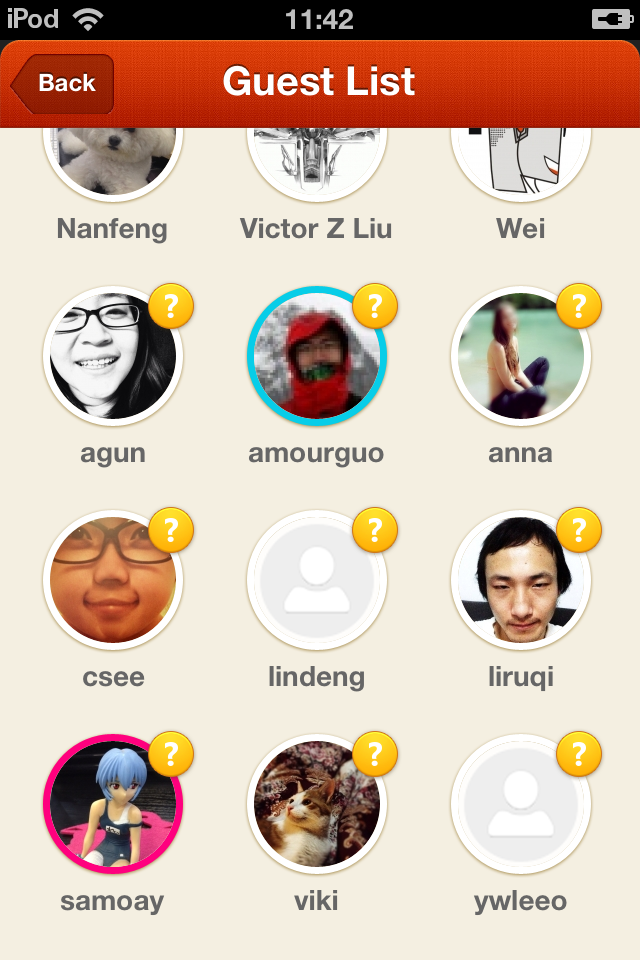 iPod 11:42
Back Guest List
Nanfeng Victor Z Liu Wei
? ? ?
agun amourguo anna
? ? ?
csee lindeng liruqi
? ? ?
samoay viki ywleeo